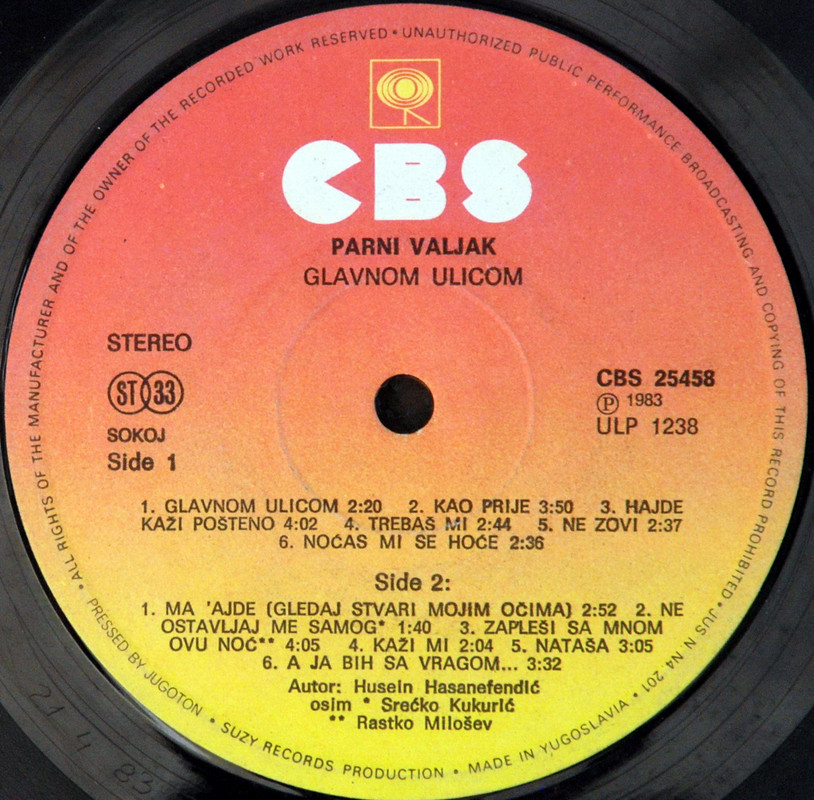 ALL RIGHTS OF THE MANUFACTURER AND OF THE OWNER OF THE RECORDED WORK RESERVED • UNAUTHORIZED PUBLIC PERFORMANCE BROADCASTING AND COPYING OF THIS RECORD PROHIBITED • JUS N N4 201 •
CBS
PARNI VALJAK
GLAVNOM ULICOM
STEREO
ST 33
SOKOJ
Side 1
CBS 25458
Ⓟ 1983
ULP 1238
1. GLAVNOM ULICOM 2:20 2. KAO PRIJE 3:50 3. HAJDE
KAŽI POŠTENO 4:02 4. TREBAŠ MI 2:44 5. NE ZOVI 2:37
6. NOĆAS MI SE HOĆE 2:36
Side 2:
1. MA 'AJDE (GLEDAJ STVARI MOJIM OČIMA) 2:52 2. NE
OSTAVLJAJ ME SAMOG* 1:40 3. ZAPLEŠI SA MNOM
OVU NOĆ** 4:05 4. KAŽI MI 2:04 5. NATAŠA 3:05
6. A JA BIH SA VRAGOM... 3:32
Autor: Husein Hasanefendić
osim * Srećko Kukurić
** Rastko Milošev
PRESSED BY JUGOTON • SUZY RECORDS PRODUCTION • MADE IN YUGOSLAVIA •
21 4 83